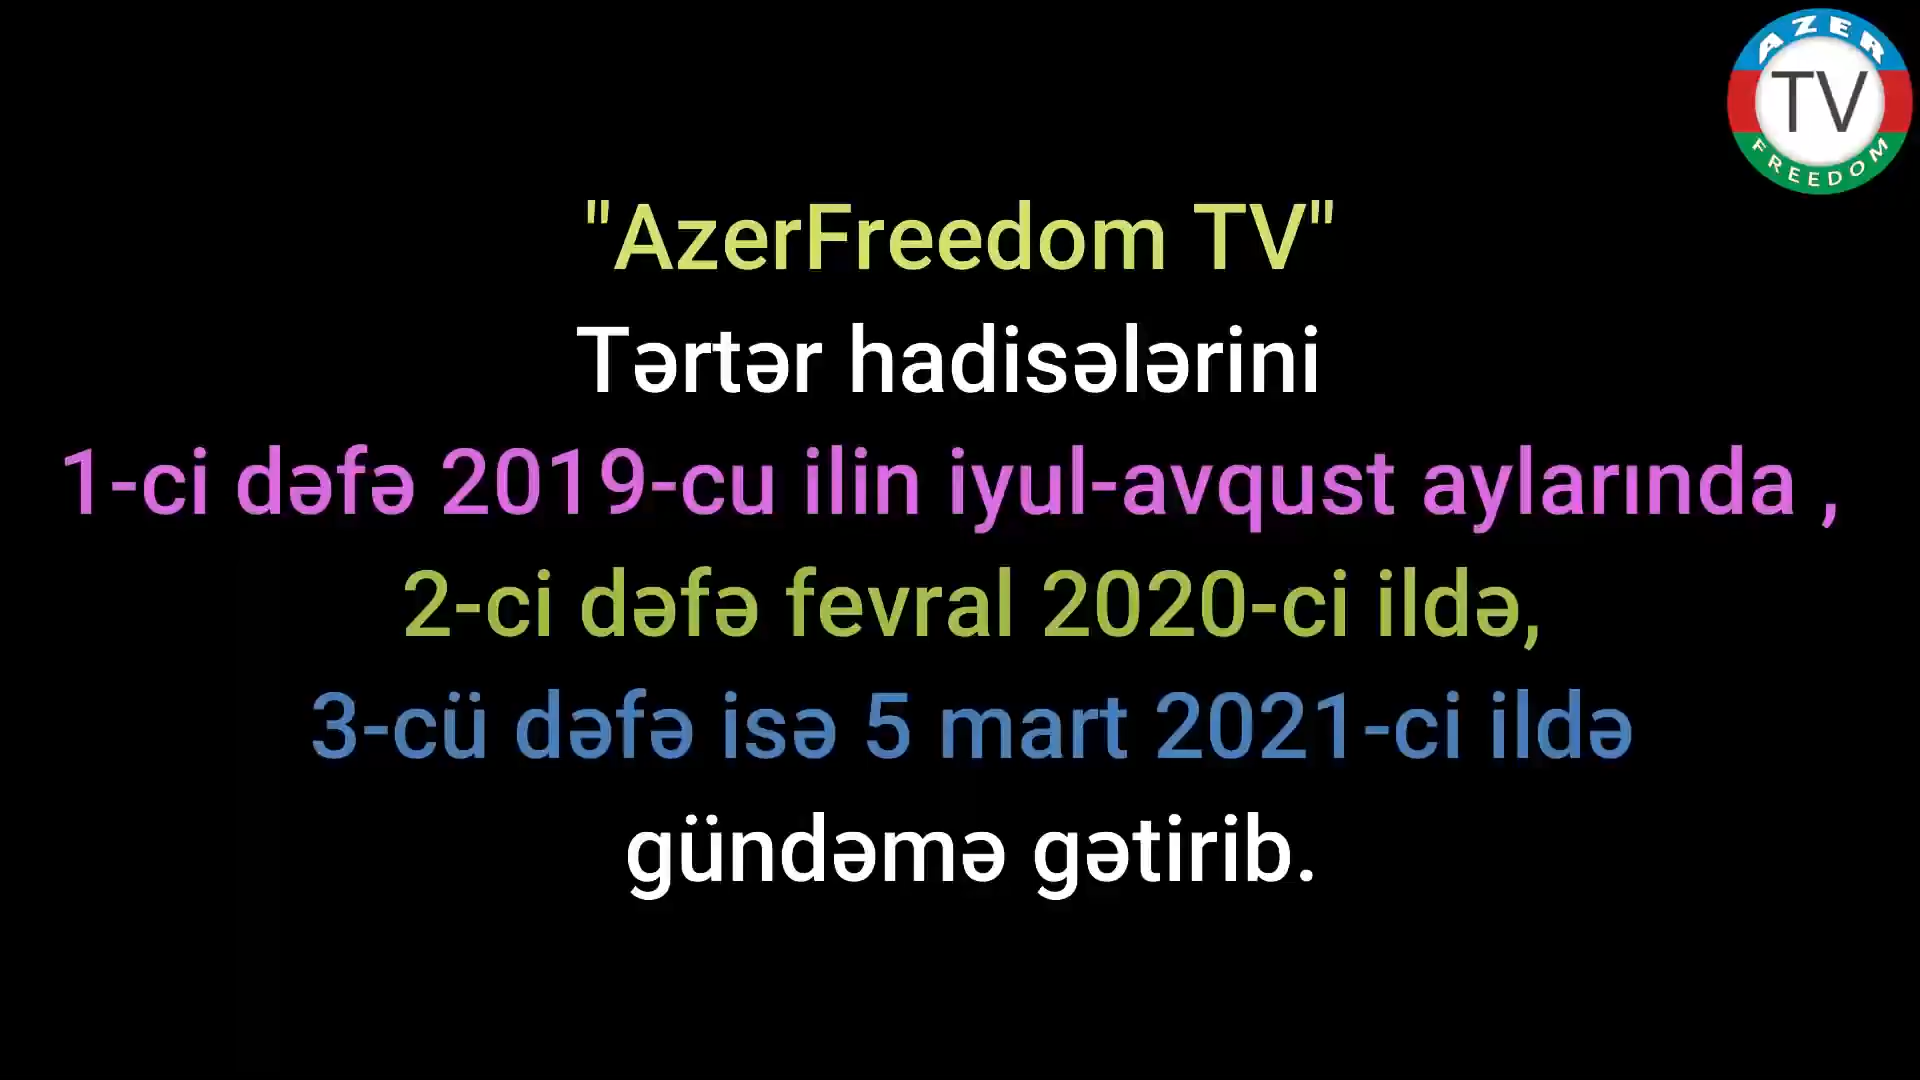 AZER
TV
FREEDOM
"AzerFreedom TV"
Tərtər hadisələrini
1-ci dəfə 2019-cu ilin iyul-avqust aylarında ,
2-ci dəfə fevral 2020-ci ildə,
3-cü dəfə isə 5 mart 2021-ci ildə
gündəmə gətirib.